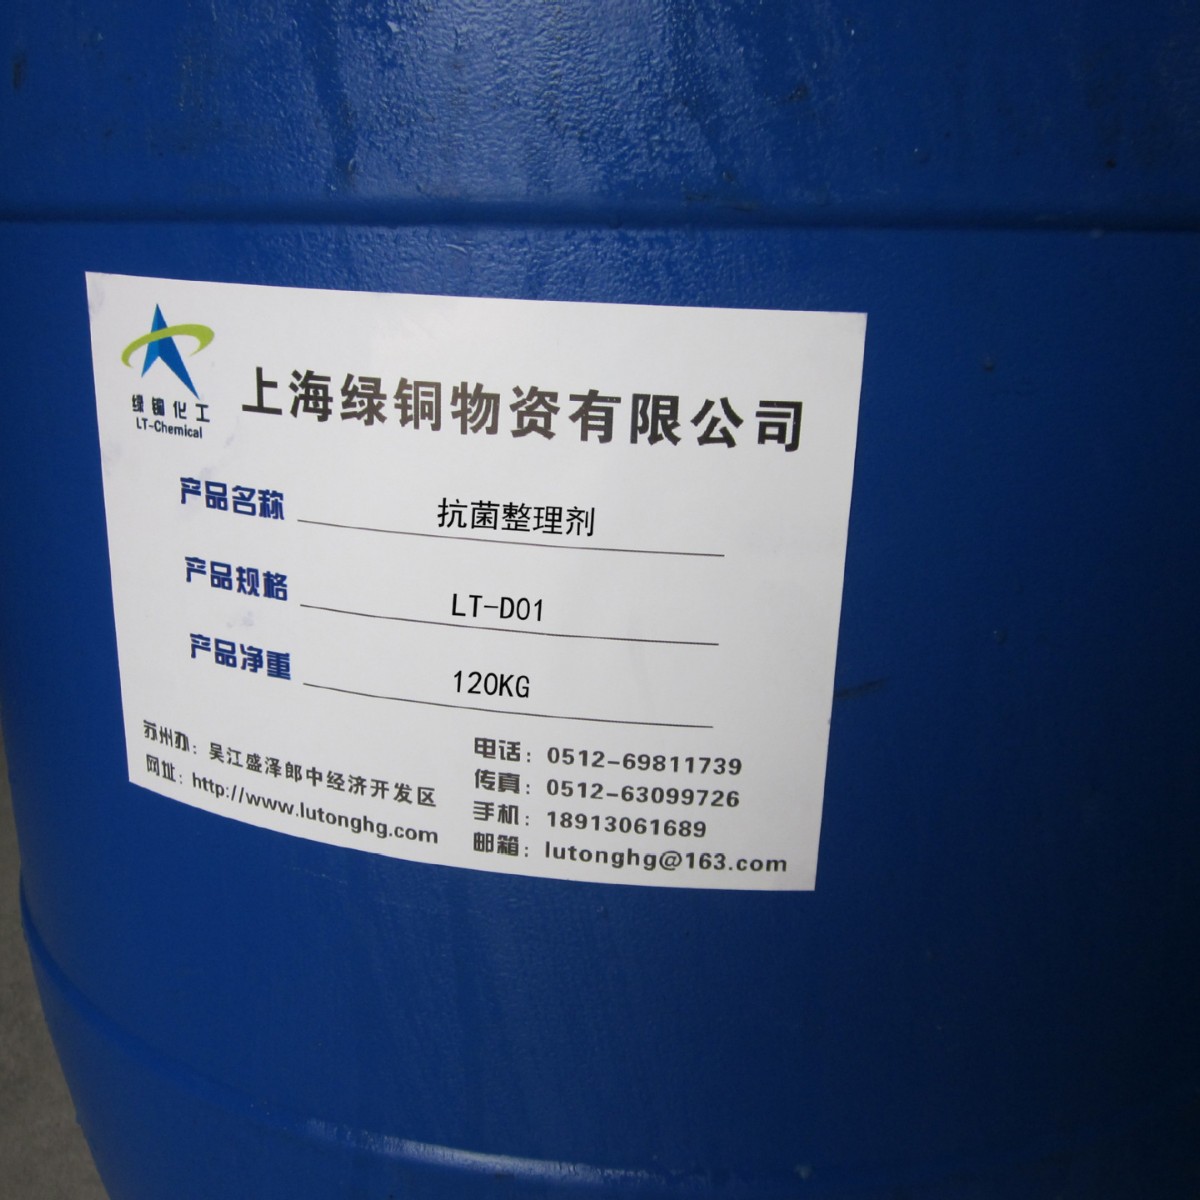 绿铜化工
LT-Chemical
上海绿铜物资有限公司
产品名称 抗菌整理剂
产品规格 LT-D01
产品净重 120KG
苏州办：吴江盛泽郎中经济开发区
网址：http://www.lutonghg.com
电话：0512-69811739
传真：0512-63099726
手机：18913061689
邮箱：lutonghg@163.com